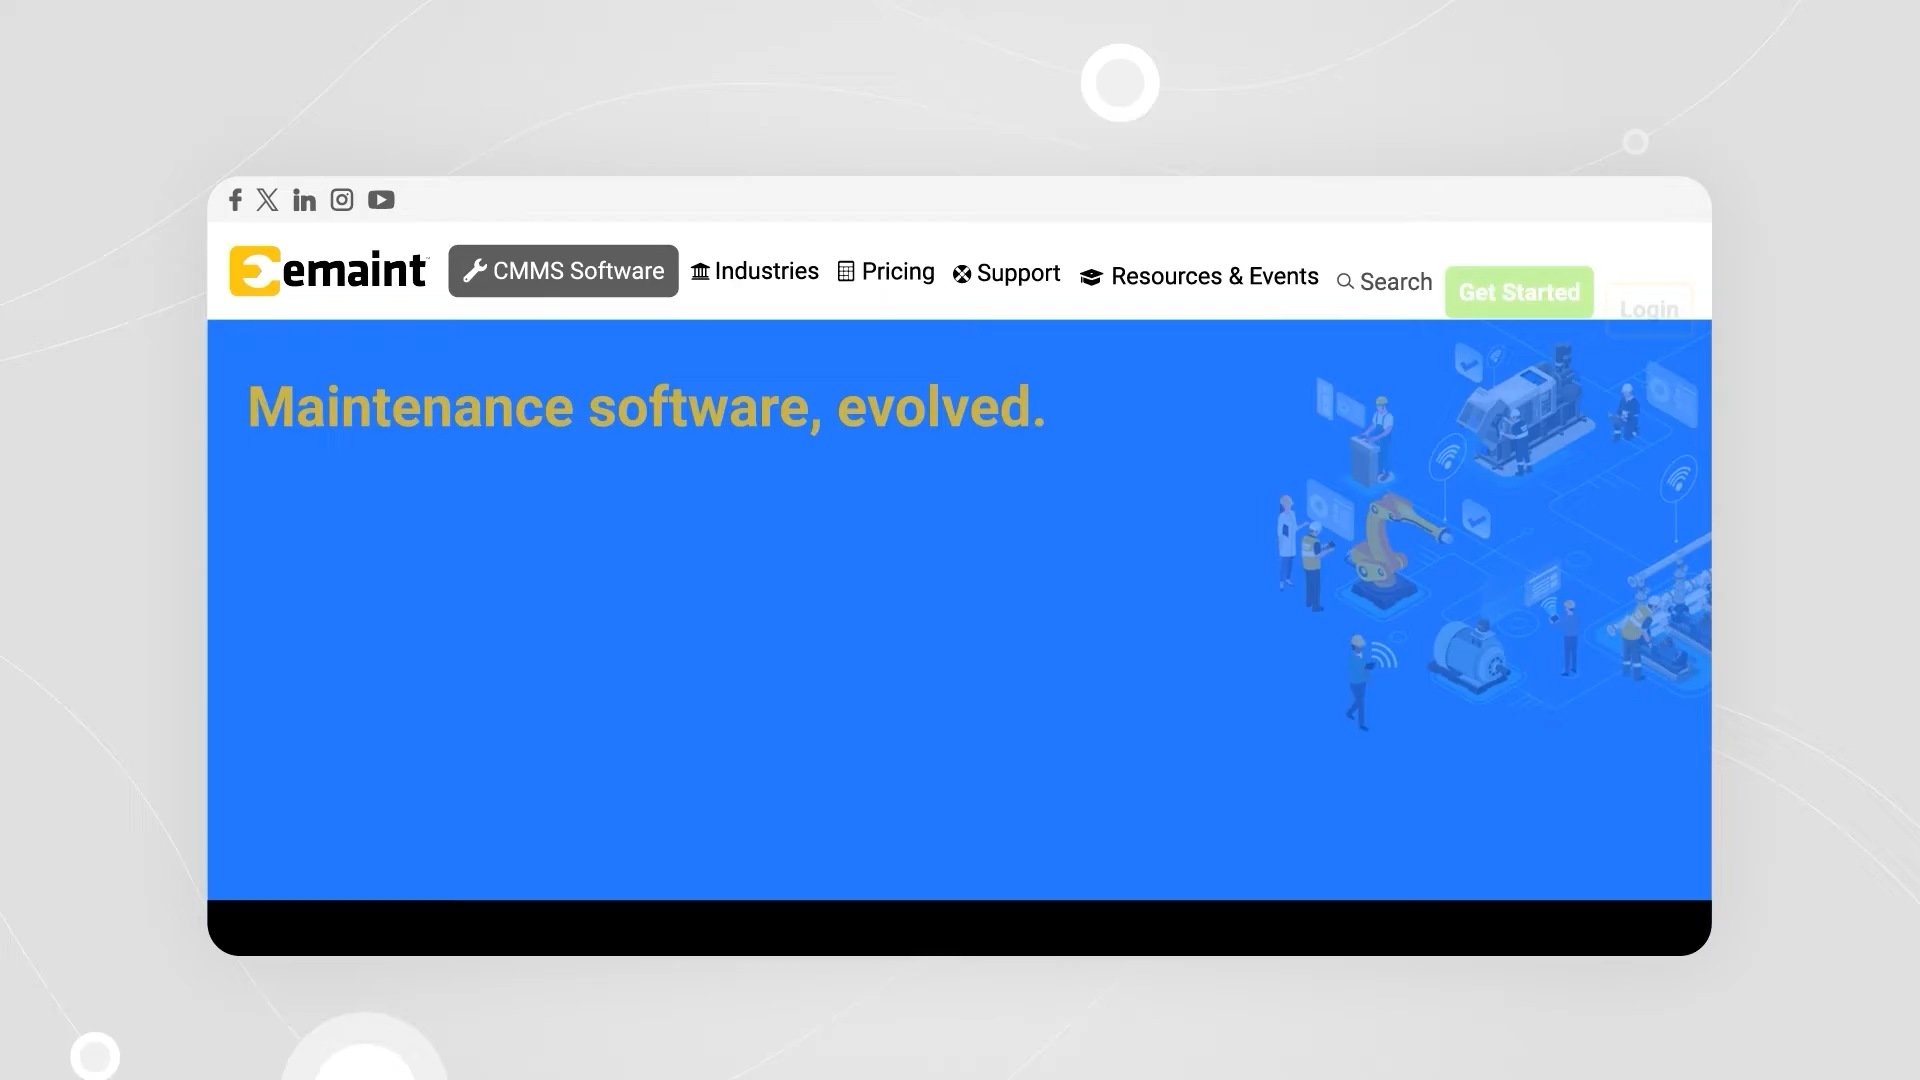 emaint
CMMS Software
Industries
Pricing
Support
Resources & Events
Search
Get Started
Login
Maintenance software, evolved.